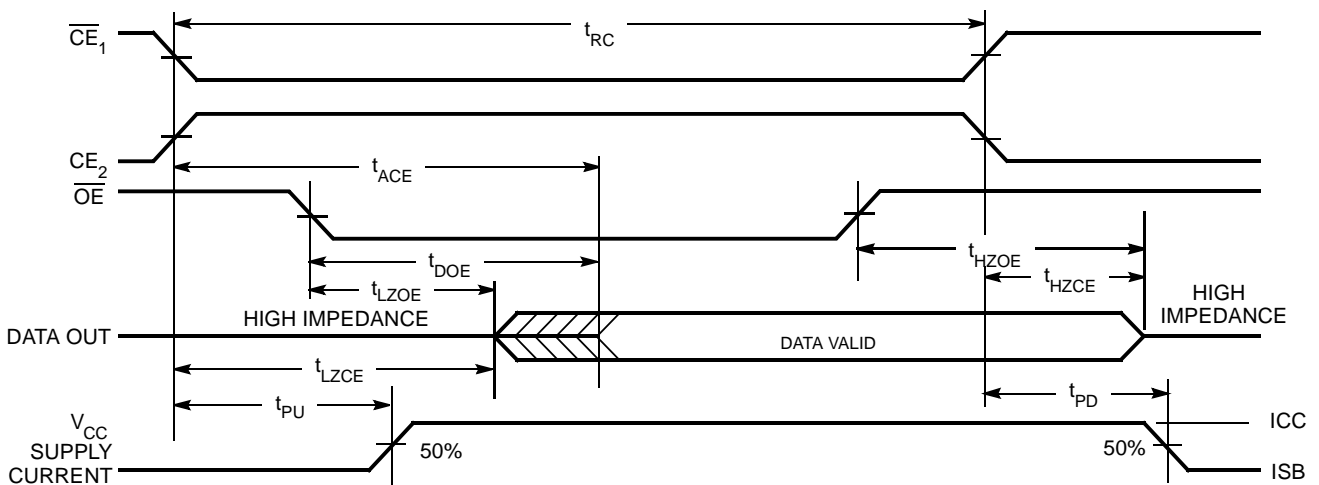 CE1
tRC
CE2
tACE
OE
tHZOE
tDOE
tHZCE
tLZOE
HIGH
IMPEDANCE
HIGH IMPEDANCE
DATA OUT
DATA VALID
tLZCE
tPU
tPD
VCC
SUPPLY
CURRENT
50%
50%
ICC
ISB